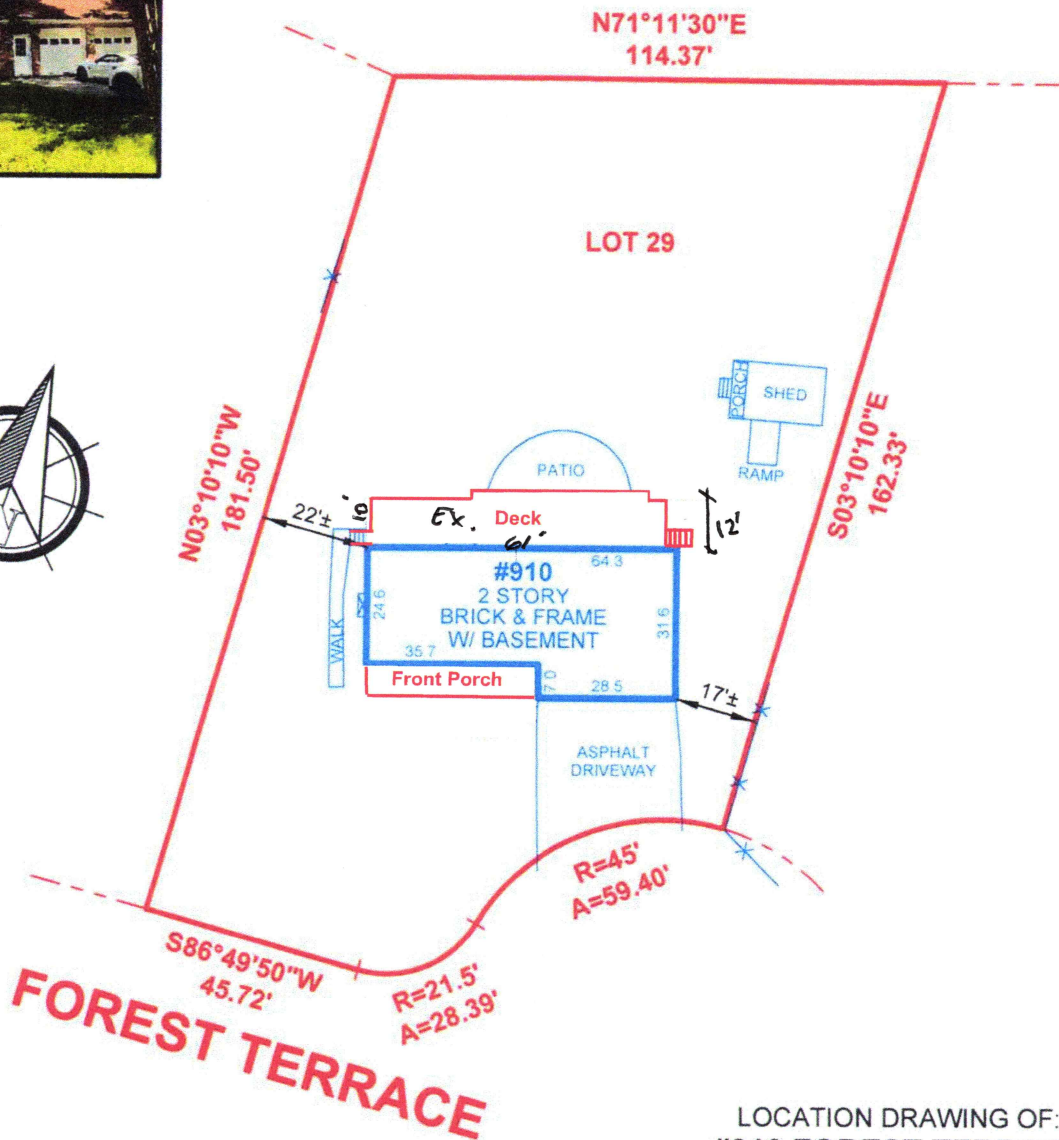 N71°11'30"E
114.37'
LOT 29
N03°10'10"W
181.50'
S03°10'10"E
162.33'
PORCH
SHED
RAMP
PATIO
22'±
10'
Ex.
Deck
61'
12'
64.3
#910
2 STORY
BRICK & FRAME
W/ BASEMENT
24.6
31.6
WALK
35.7
Front Porch
7.0
28.5
17'±
ASPHALT
DRIVEWAY
R=45'
A=59.40'
S86°49'50"W
45.72'
R=21.5'
A=28.39'
FOREST TERRACE
LOCATION DRAWING OF: